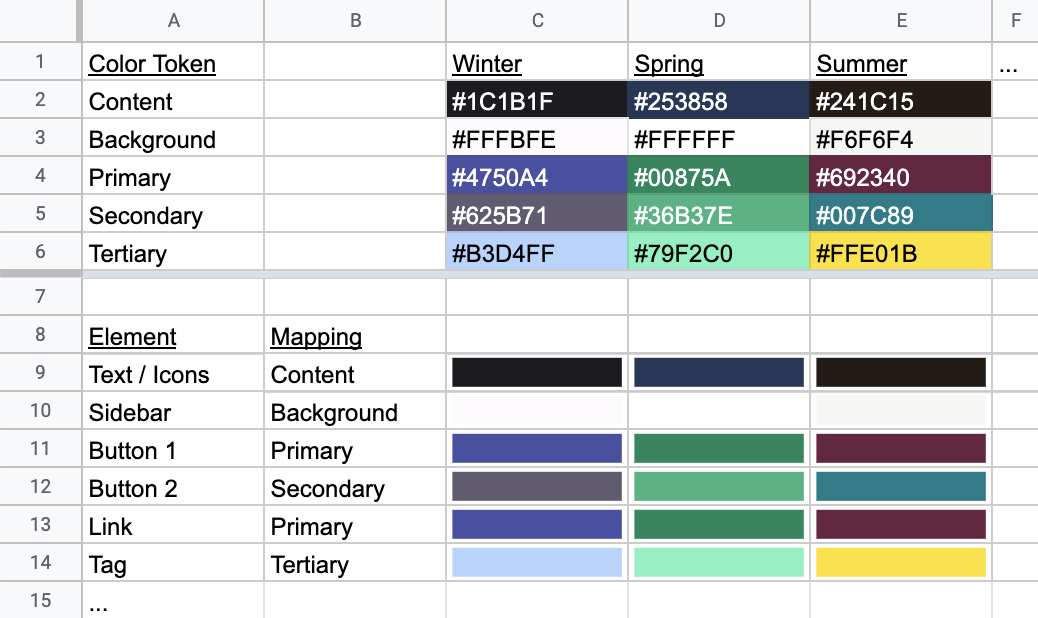 A B C D E F
1 Color Token Winter Spring Summer ...
2 Content #1C1B1F #253858 #241C15
3 Background #FFFBFE #FFFFFF #F6F6F4
4 Primary #4750A4 #00875A #692340
5 Secondary #625B71 #36B37E #007C89
6 Tertiary #B3D4FF #79F2C0 #FFE01B
7
8 Element Mapping
9 Text / Icons Content
10 Sidebar Background
11 Button 1 Primary
12 Button 2 Secondary
13 Link Primary
14 Tag Tertiary
15 ...